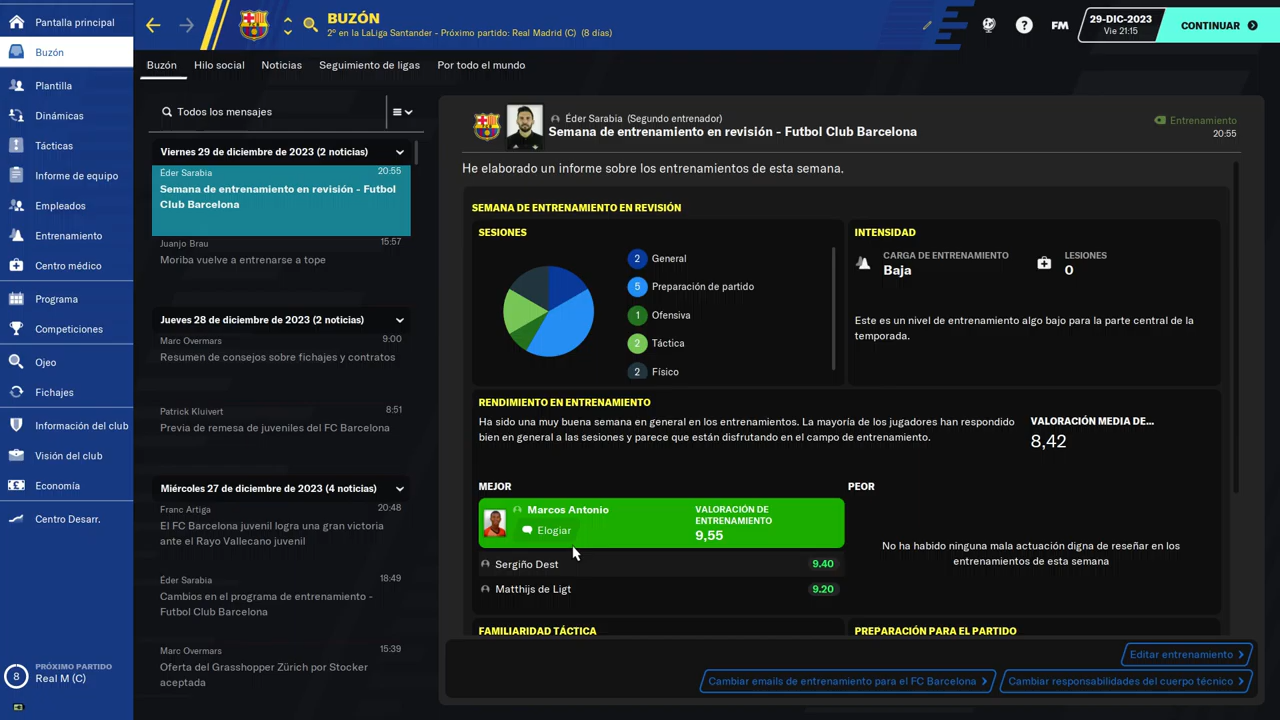 Pantalla principal
Buzón
Plantilla
Dinámicas
Tácticas
Informe de equipo
Empleados
Entrenamiento
Centro médico
Programa
Competiciones
Ojeo
Fichajes
Información del club
Visión del club
Economía
Centro Desarr.
8
PRÓXIMO PARTIDO
Real M (C)
BUZÓN
2º en la LaLiga Santander - Próximo partido: Real Madrid (C) (8 días)
?
FM
29-DIC-2023
Vie 21:15
CONTINUAR
Buzón
Hilo social
Noticias
Seguimiento de ligas
Por todo el mundo
Todos los mensajes
Viernes 29 de diciembre de 2023 (2 noticias)
Éder Sarabia 20:55
Semana de entrenamiento en revisión - Futbol
Club Barcelona
Juanjo Brau 15:57
Moriba vuelve a entrenarse a tope
Jueves 28 de diciembre de 2023 (2 noticias)
Marc Overmars 9:00
Resumen de consejos sobre fichajes y contratos
Patrick Kluivert 8:51
Previa de remesa de juveniles del FC Barcelona
Miércoles 27 de diciembre de 2023 (4 noticias)
Franc Artiga 20:48
El FC Barcelona juvenil logra una gran victoria
ante el Rayo Vallecano juvenil
Éder Sarabia 18:49
Cambios en el programa de entrenamiento -
Futbol Club Barcelona
Marc Overmars 15:39
Oferta del Grasshopper Zürich por Stocker
aceptada
Éder Sarabia (Segundo entrenador)
Semana de entrenamiento en revisión - Futbol Club Barcelona
Entrenamiento
20:55
He elaborado un informe sobre los entrenamientos de esta semana.
SEMANA DE ENTRENAMIENTO EN REVISIÓN
SESIONES
2 General
5 Preparación de partido
1 Ofensiva
2 Táctica
2 Físico
INTENSIDAD
CARGA DE ENTRENAMIENTO
Baja
LESIONES
0
Este es un nivel de entrenamiento algo bajo para la parte central de la
temporada.
RENDIMIENTO EN ENTRENAMIENTO
Ha sido una muy buena semana en general en los entrenamientos. La mayoría de los jugadores han respondido
bien en general a las sesiones y parece que están disfrutando en el campo de entrenamiento.
VALORACIÓN MEDIA DE...
8,42
MEJOR
Marcos Antonio
Elogiar
VALORACIÓN DE
ENTRENAMIENTO
9,55
Sergiño Dest 9.40
Matthijs de Ligt 9.20
PEOR
No ha habido ninguna mala actuación digna de reseñar en los
entrenamientos de esta semana
FAMILIARIDAD TÁCTICA
PREPARACIÓN PARA EL PARTIDO
Editar entrenamiento
Cambiar emails de entrenamiento para el FC Barcelona
Cambiar responsabilidades del cuerpo técnico